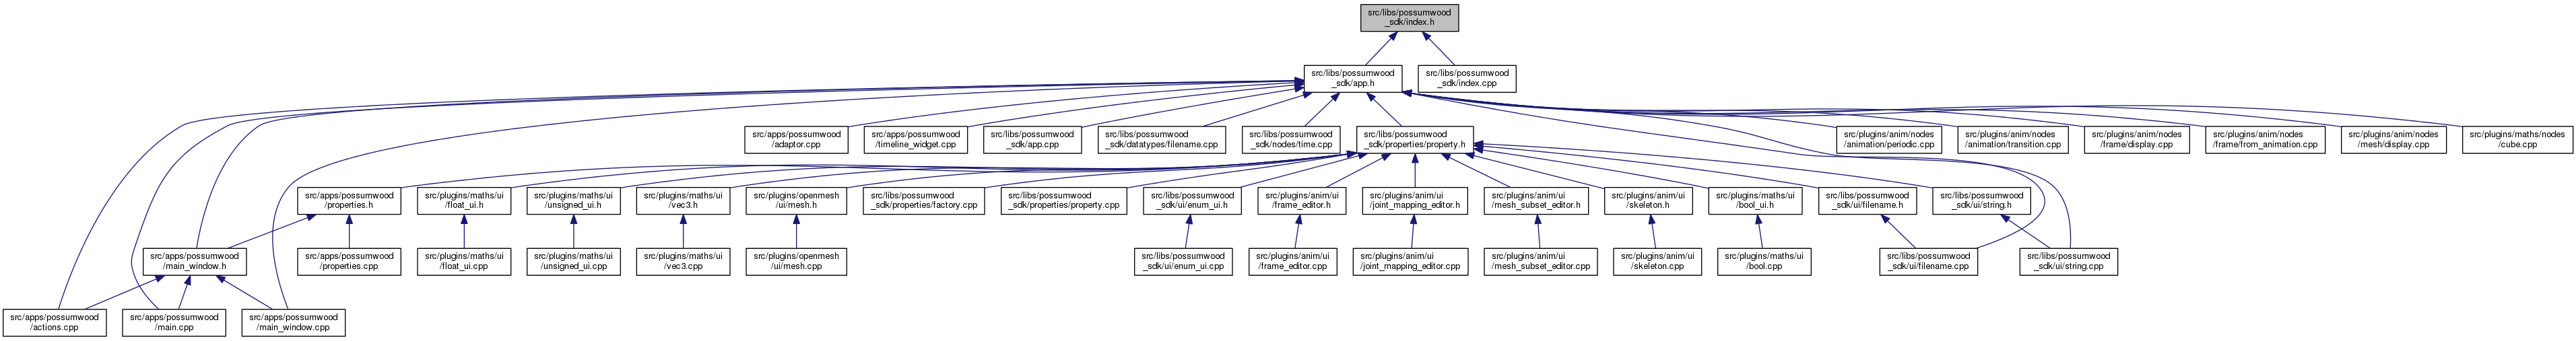 src/libs/possumwood
_sdk/index.h
src/libs/possumwood
_sdk/app.h
src/libs/possumwood
_sdk/index.cpp
src/apps/possumwood
/adaptor.cpp
src/apps/possumwood
/timeline_widget.cpp
src/libs/possumwood
_sdk/app.cpp
src/libs/possumwood
_sdk/datatypes/filename.cpp
src/libs/possumwood
_sdk/nodes/time.cpp
src/libs/possumwood
_sdk/properties/property.h
src/plugins/anim/nodes
/animation/periodic.cpp
src/plugins/anim/nodes
/animation/transition.cpp
src/plugins/anim/nodes
/frame/display.cpp
src/plugins/anim/nodes
/frame/from_animation.cpp
src/plugins/anim/nodes
/mesh/display.cpp
src/plugins/maths/nodes
/cube.cpp
src/apps/possumwood
/properties.h
src/plugins/maths/ui
/float_ui.h
src/plugins/maths/ui
/unsigned_ui.h
src/plugins/maths/ui
/vec3.h
src/plugins/openmesh
/ui/mesh.h
src/libs/possumwood
_sdk/properties/factory.cpp
src/libs/possumwood
_sdk/properties/property.cpp
src/libs/possumwood
_sdk/ui/enum_ui.h
src/plugins/anim/ui
/frame_editor.h
src/plugins/anim/ui
/joint_mapping_editor.h
src/plugins/anim/ui
/mesh_subset_editor.h
src/plugins/anim/ui
/skeleton.h
src/plugins/maths/ui
/bool_ui.h
src/libs/possumwood
_sdk/ui/filename.h
src/libs/possumwood
_sdk/ui/string.h
src/apps/possumwood
/main_window.h
src/apps/possumwood
/properties.cpp
src/plugins/maths/ui
/float_ui.cpp
src/plugins/maths/ui
/unsigned_ui.cpp
src/plugins/maths/ui
/vec3.cpp
src/plugins/openmesh
/ui/mesh.cpp
src/libs/possumwood
_sdk/ui/enum_ui.cpp
src/plugins/anim/ui
/frame_editor.cpp
src/plugins/anim/ui
/joint_mapping_editor.cpp
src/plugins/anim/ui
/mesh_subset_editor.cpp
src/plugins/anim/ui
/skeleton.cpp
src/plugins/maths/ui
/bool.cpp
src/libs/possumwood
_sdk/ui/filename.cpp
src/libs/possumwood
_sdk/ui/string.cpp
src/apps/possumwood
/actions.cpp
src/apps/possumwood
/main.cpp
src/apps/possumwood
/main_window.cpp